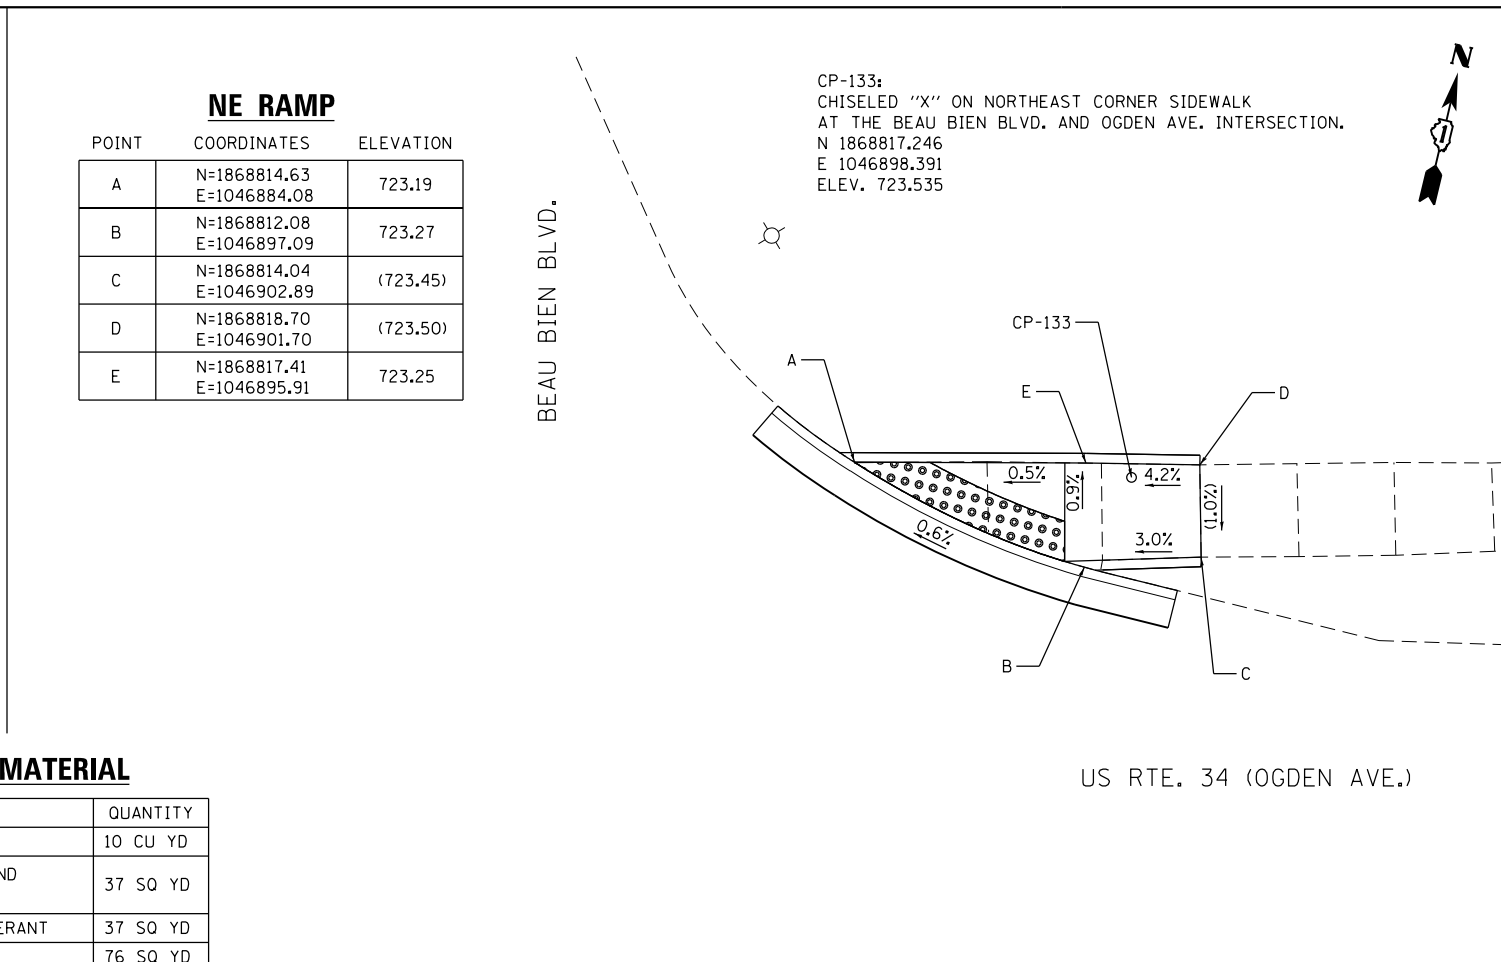 NE RAMP
POINT COORDINATES ELEVATION
A N=1868814.63 E=1046884.08 723.19
B N=1868812.08 E=1046897.09 723.27
C N=1868814.04 E=1046902.89 (723.45)
D N=1868818.70 E=1046901.70 (723.50)
E N=1868817.41 E=1046895.91 723.25
BEAU BIEN BLVD.
CP-133:
CHISELED "X" ON NORTHEAST CORNER SIDEWALK
AT THE BEAU BIEN BLVD. AND OGDEN AVE. INTERSECTION.
N 1868817.246
E 1046898.391
ELEV. 723.535
N
1
CP-133
A
E
D
0.5%
0.9%
4.2%
(1.0%)
0.6%
3.0%
B
C
US RTE. 34 (OGDEN AVE.)
MATERIAL
QUANTITY
10 CU YD
ND
37 SQ YD
ERANT 37 SQ YD
76 SQ YD